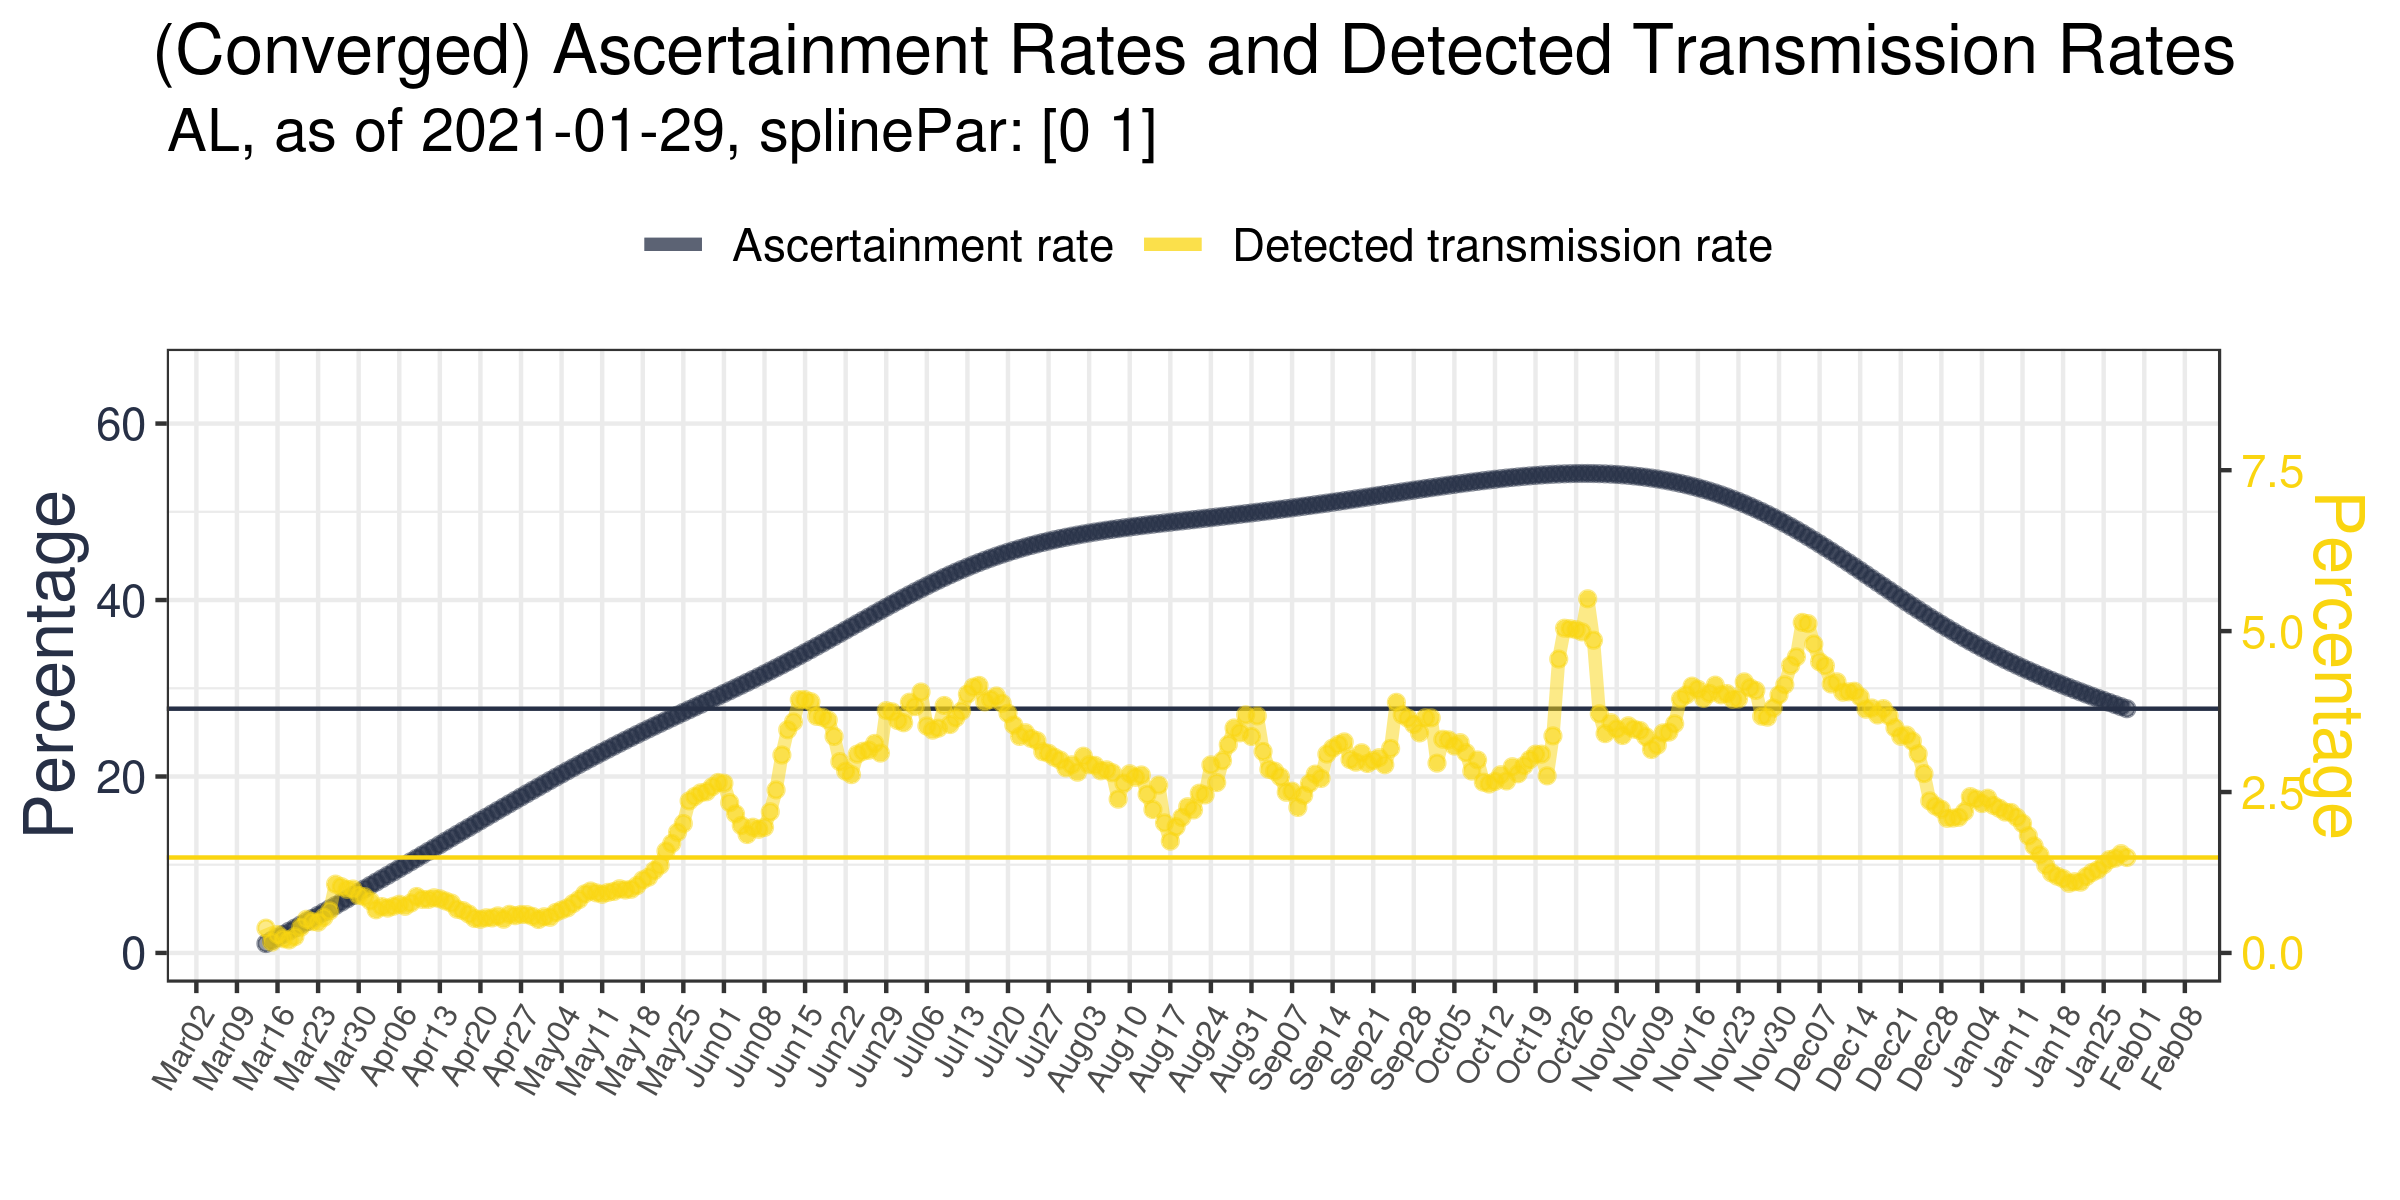 (Converged) Ascertainment Rates and Detected Transmission Rates
AL, as of 2021-01-29, splinePar: [0 1]
Ascertainment rate
Detected transmission rate
Percentage
60
40
20
0
7.5
5.0
2.5
0.0
Percentage
Mar02
Mar09
Mar16
Mar23
Mar30
Apr06
Apr13
Apr20
Apr27
May04
May11
May18
May25
Jun01
Jun08
Jun15
Jun22
Jun29
Jul06
Jul13
Jul20
Jul27
Aug03
Aug10
Aug17
Aug24
Aug31
Sep07
Sep14
Sep21
Sep28
Oct05
Oct12
Oct19
Oct26
Nov02
Nov09
Nov16
Nov23
Nov30
Dec07
Dec14
Dec21
Dec28
Jan04
Jan11
Jan18
Jan25
Feb01
Feb08